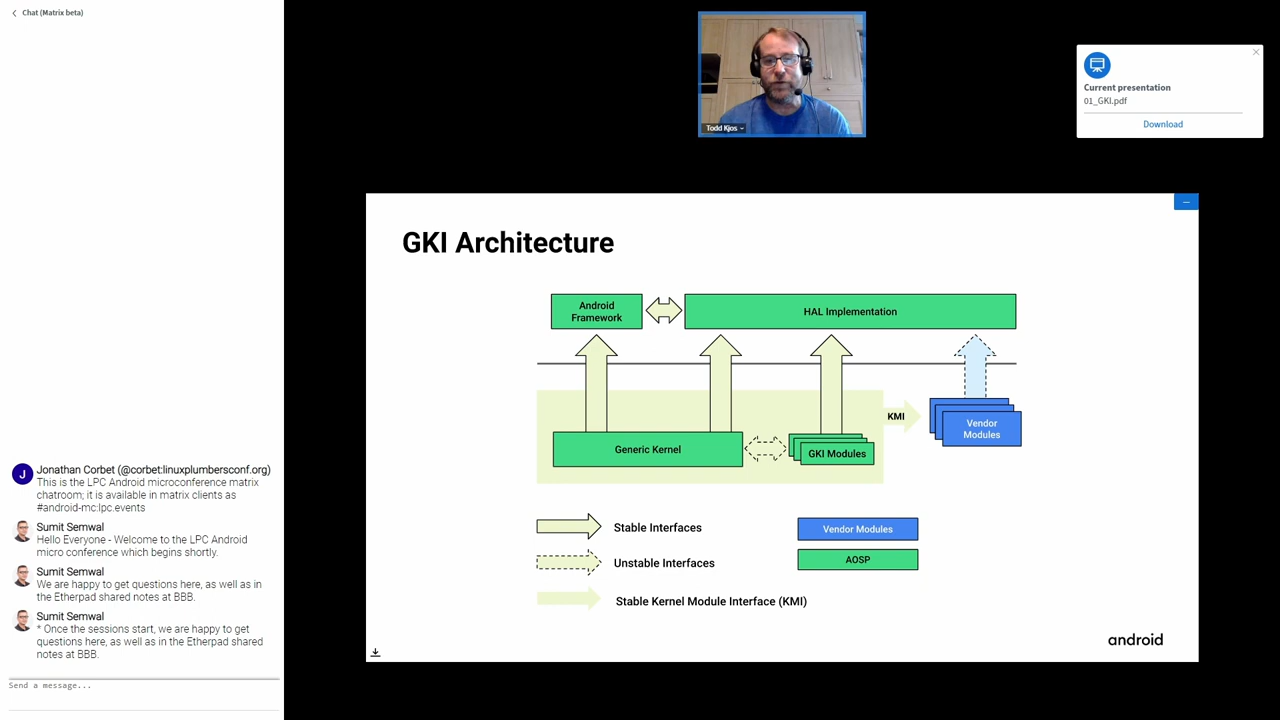 Chat (Matrix beta)
Jonathan Corbet (@corbet:linuxplumbersconf.org)
This is the LPC Android microconference matrix
chatroom; it is available in matrix clients as
#android-mc:lpc.events
Sumit Semwal
Hello Everyone - Welcome to the LPC Android
micro conference which begins shortly.
Sumit Semwal
We are happy to get questions here, as well as in
the Etherpad shared notes at BBB.
Sumit Semwal
* Once the sessions start, we are happy to get
questions here, as well as in the Etherpad shared
notes at BBB.
Send a message...
Todd Kjos
Current presentation
01_GKI.pdf
Download
GKI Architecture
Android
Framework
HAL Implementation
KMI
Vendor
Modules
Generic Kernel
GKI Modules
Stable Interfaces
Vendor Modules
Unstable Interfaces
AOSP
Stable Kernel Module Interface (KMI)
android
J